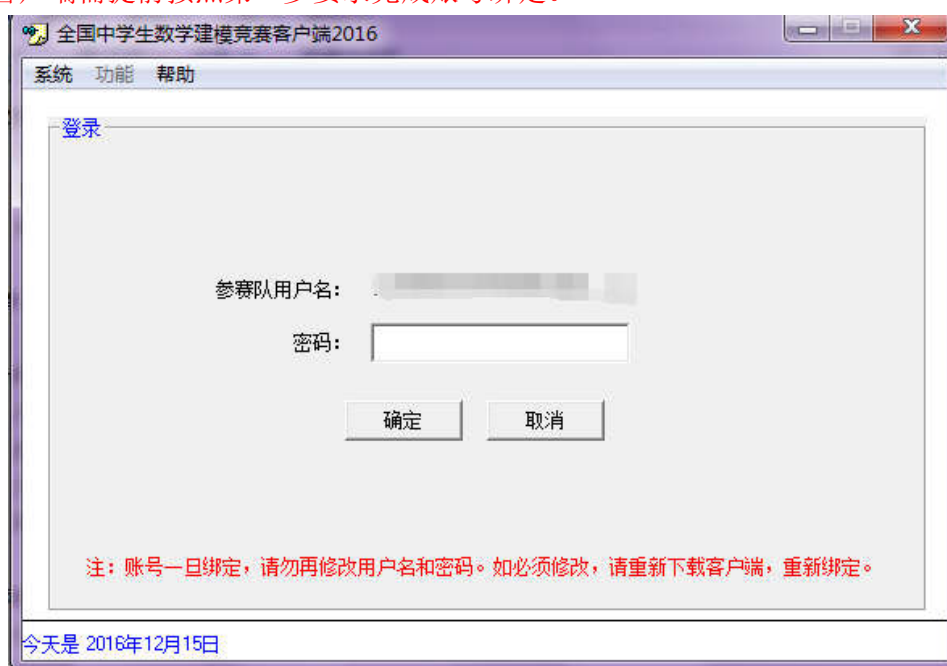 全国中学生数学建模竞赛客户端2016
系统 功能 帮助
登录
参赛队用户名：
密码：
确定 取消
注：账号一旦绑定，请勿再修改用户名和密码。如必须修改，请重新下载客户端，重新绑定。
今天是 2016年12月15日